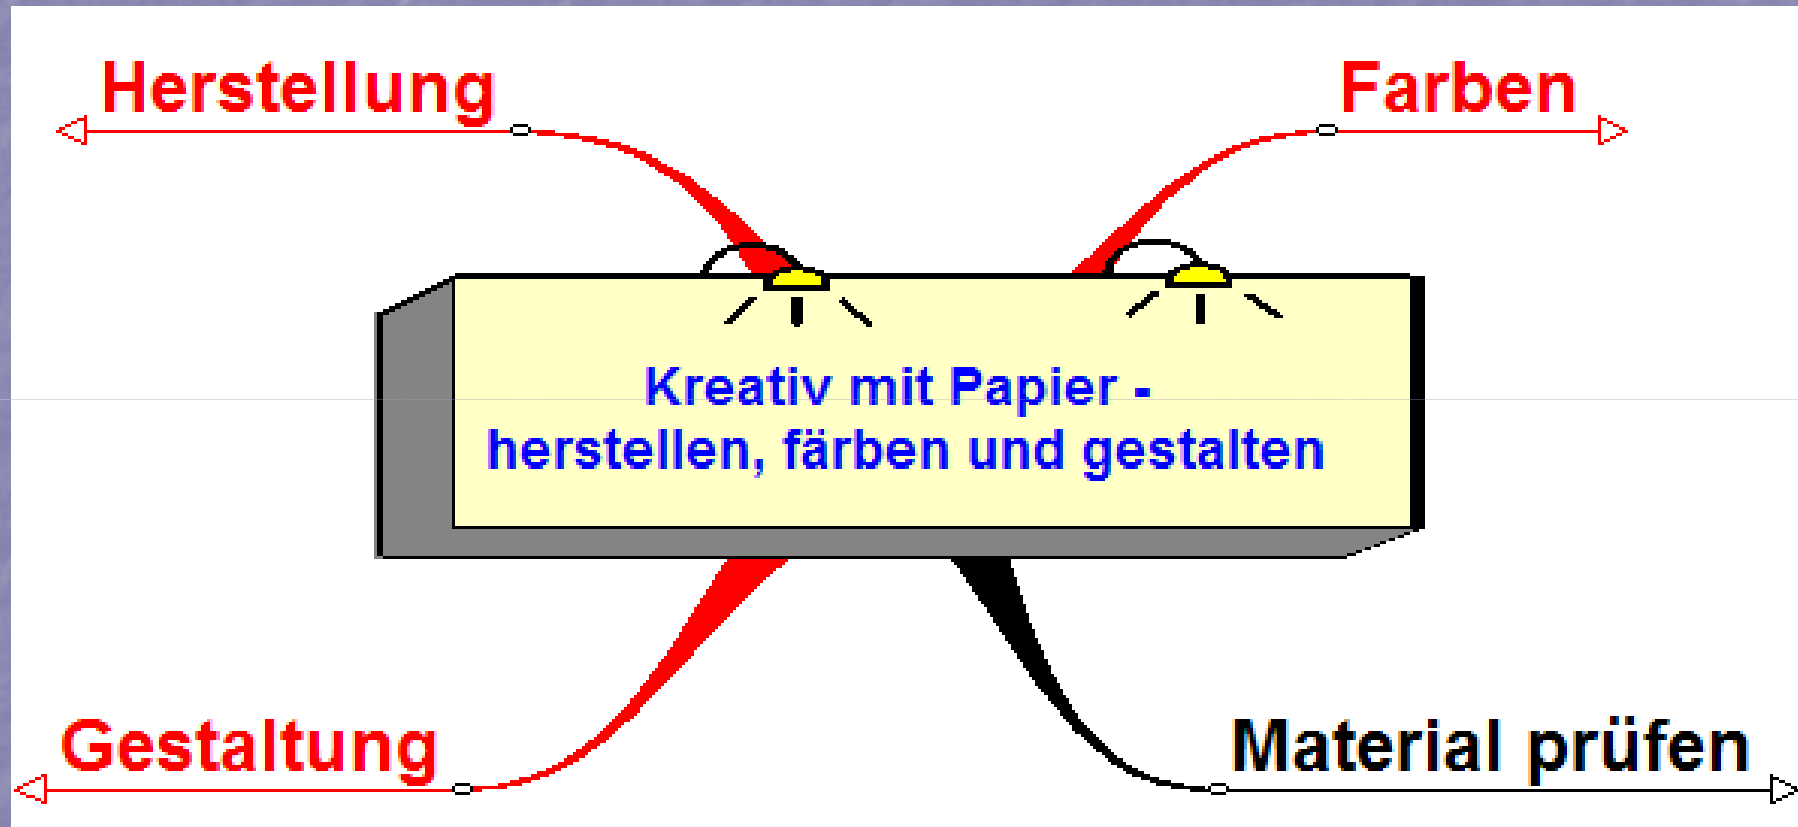 Herstellung
Farben
Kreativ mit Papier -
herstellen, färben und gestalten
Gestaltung
Material prüfen